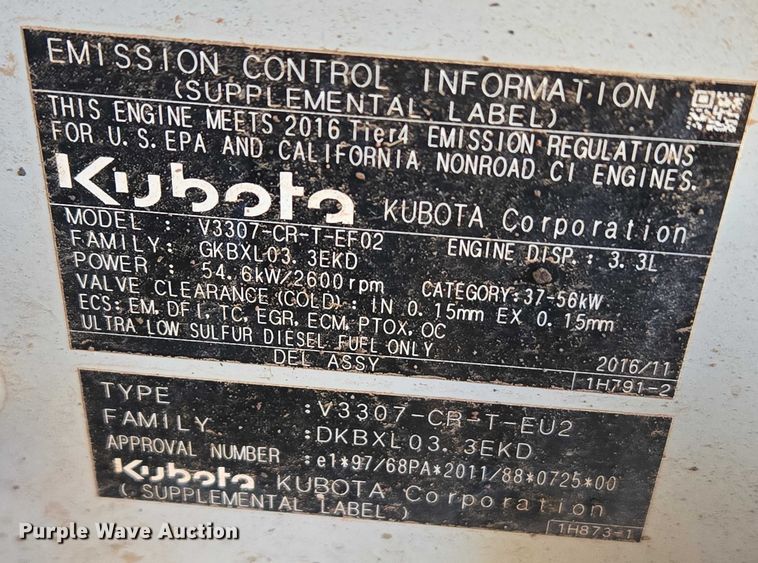 EMISSION CONTROL INFORMATION
(SUPPLEMENTAL LABEL)
THIS ENGINE MEETS 2016 Tier4 EMISSION REGULATIONS
FOR U.S.EPA AND CALIFORNIA NONROAD CI ENGINES.
Kubota KUBOTA Corporation
MODEL : V3307-CR-T-EF02 ENGINE DISP.: 3.3L
FAMILY: GKBXL03.3EKD
POWER : 54.6kW/2600rpm CATEGORY:37-56kW
VALVE CLEARANCE(COLD): IN 0.15mm EX 0.15mm
ECS:EM,DFI,TC,EGR,ECM,PTOX,OC
ULTRA LOW SULFUR DIESEL FUEL ONLY
DEL ASSY 2016/11
1H791-2
TYPE :V3307-CR-T-EU2
FAMILY :DKBXL03.3EKD
APPROVAL NUMBER :e1*97/68PA*2011/88*0725*00
Kubota KUBOTA Corporation
(SUPPLEMENTAL LABEL)
1H873-1
Purple Wave Auction